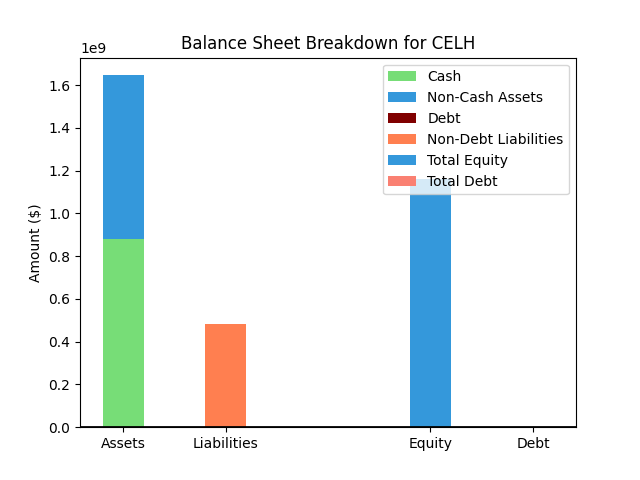 Balance Sheet Breakdown for CELH
1e9
1.6
1.4
1.2
1.0
0.8
0.6
0.4
0.2
0.0
Amount ($)
Cash
Non-Cash Assets
Debt
Non-Debt Liabilities
Total Equity
Total Debt
Assets
Liabilities
Equity
Debt